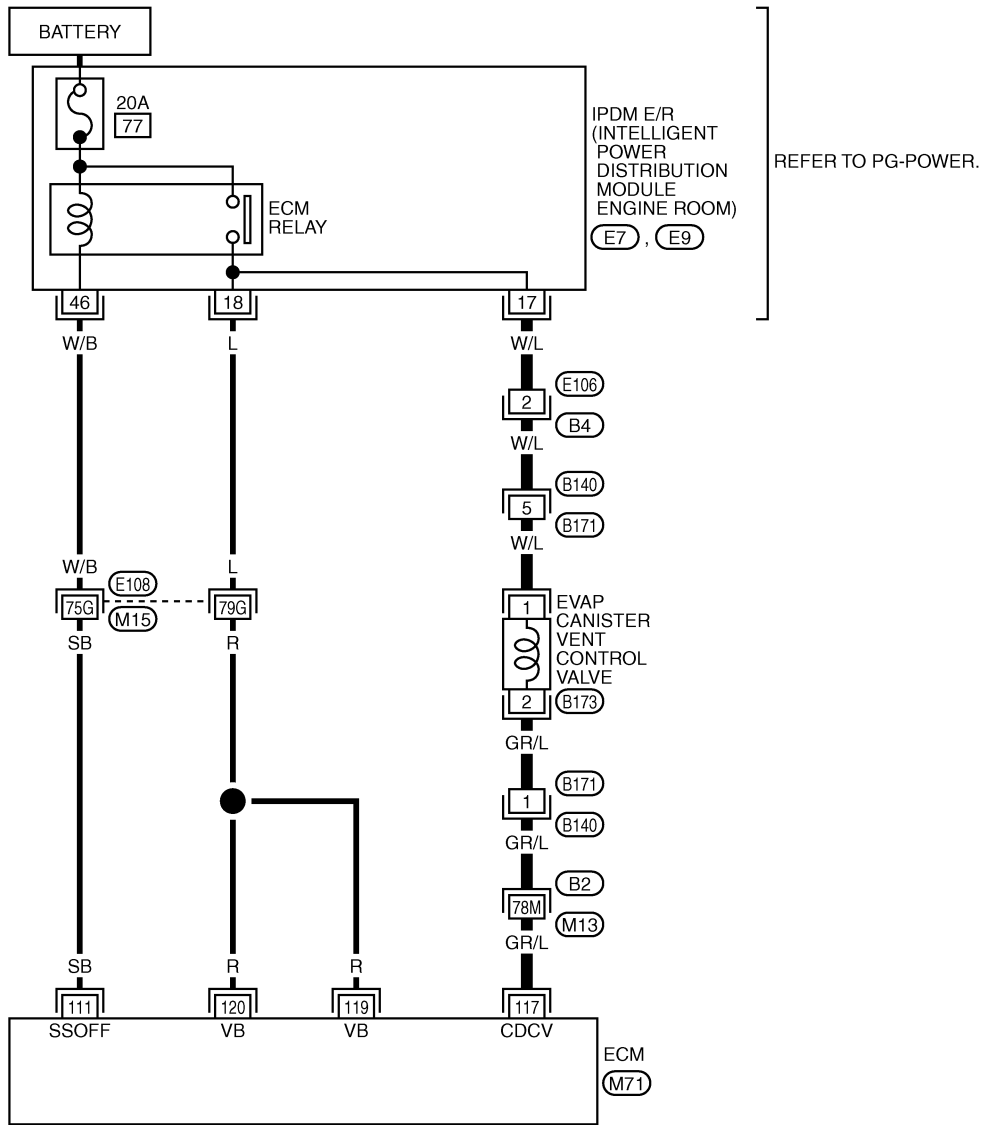 BATTERY
20A
77
IPDM E/R
(INTELLIGENT
POWER
DISTRIBUTION
MODULE
ENGINE ROOM)
E7 , E9
REFER TO PG-POWER.
ECM
RELAY
46 18 17
W/B L W/L
2
E106
B4
W/L
5
B140
B171
W/B L W/L
75G
E108
M15
79G
1
EVAP
CANISTER
VENT
CONTROL
VALVE
SB R
2
B173
GR/L
1
B171
B140
GR/L
78M
B2
M13
GR/L
SB R R
111 120 119 117
SSOFF VB VB CDCV
ECM
M71